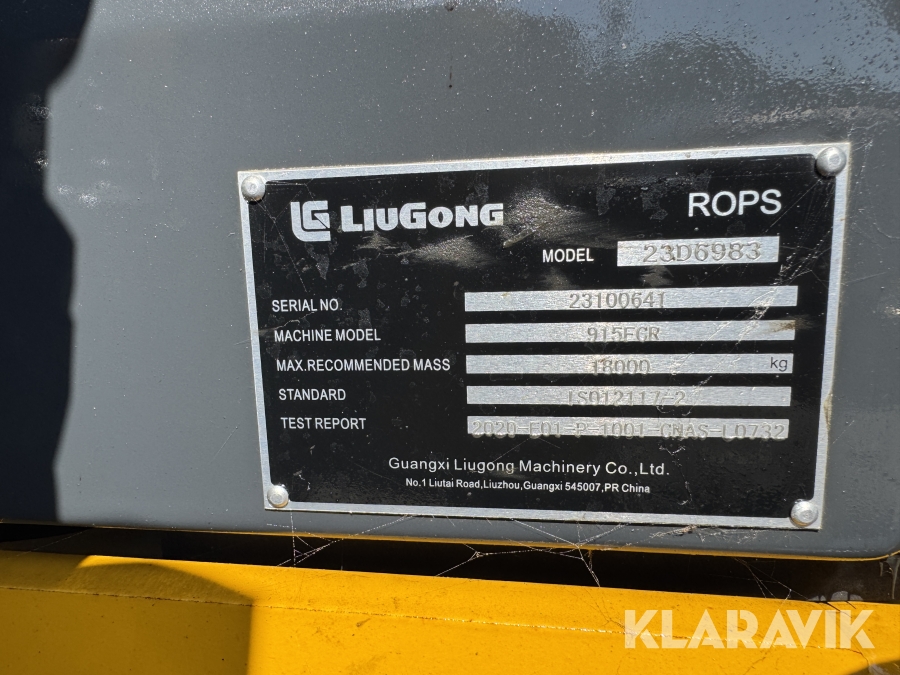 LG LIUGONG ROPS
MODEL 23D6983
SERIAL NO. 23100641
MACHINE MODEL 915FCR
MAX.RECOMMENDED MASS 18000 kg
STANDARD ISO12117-2
TEST REPORT 2020-E01-P-1001-CNAS-L0732
Guangxi Liugong Machinery Co.,Ltd.
No.1 Liutai Road,Liuzhou,Guangxi 545007,PR China
KLARAVIK